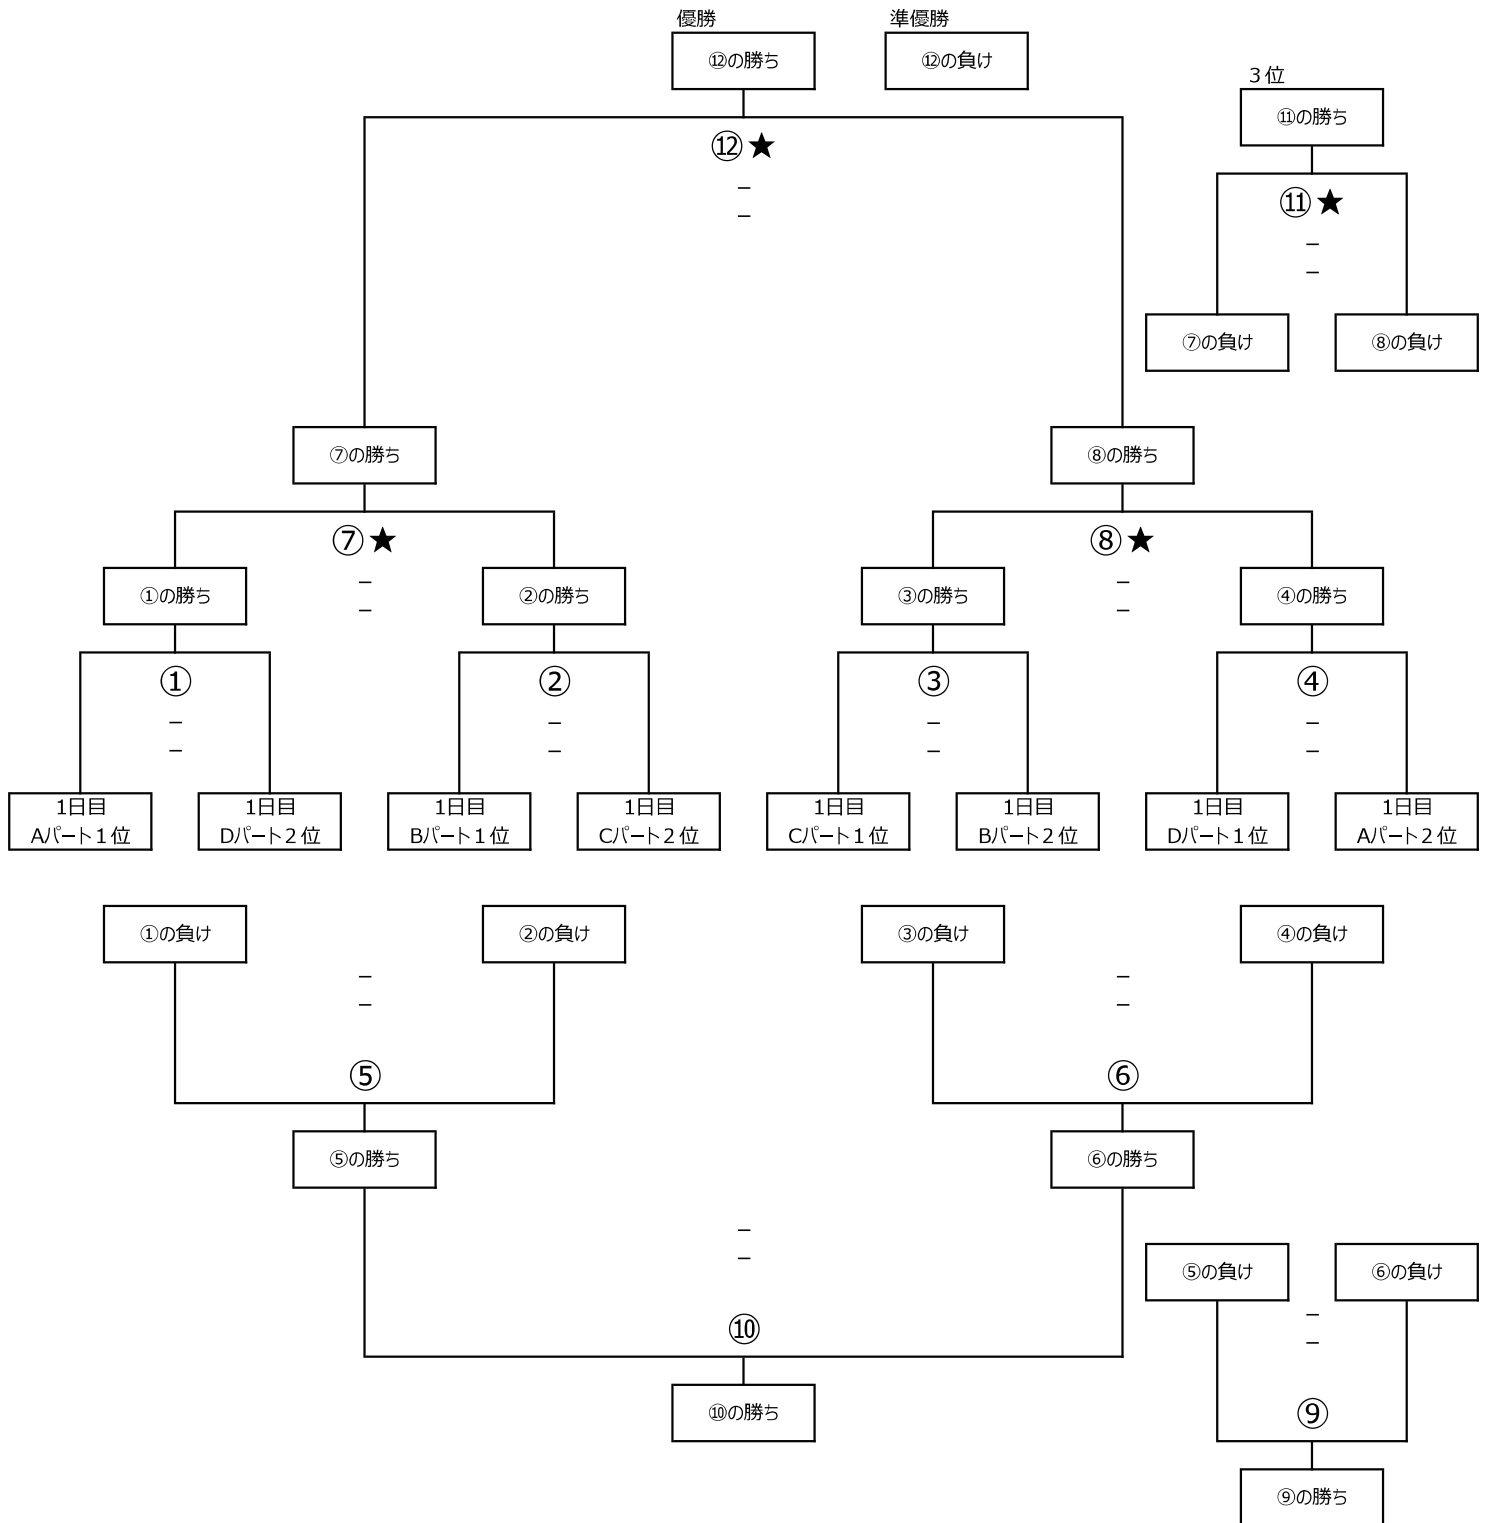 優勝
準優勝
⑫の勝ち
⑫の負け
３位
⑪の勝ち
⑫★
–
–
⑪★
–
–
⑦の負け
⑧の負け
⑦の勝ち
⑧の勝ち
⑦★
⑧★
–
–
–
–
①の勝ち
②の勝ち
③の勝ち
④の勝ち
①
②
③
④
–
–
–
–
–
–
–
–
1日目
Aパート１位
1日目
Dパート２位
1日目
Bパート１位
1日目
Cパート２位
1日目
Cパート１位
1日目
Bパート２位
1日目
Dパート１位
1日目
Aパート２位
①の負け
②の負け
③の負け
④の負け
–
–
–
–
⑤
⑥
⑤の勝ち
⑥の勝ち
–
–
⑤の負け
⑥の負け
–
–
⑩
⑩の勝ち
⑨
⑨の勝ち